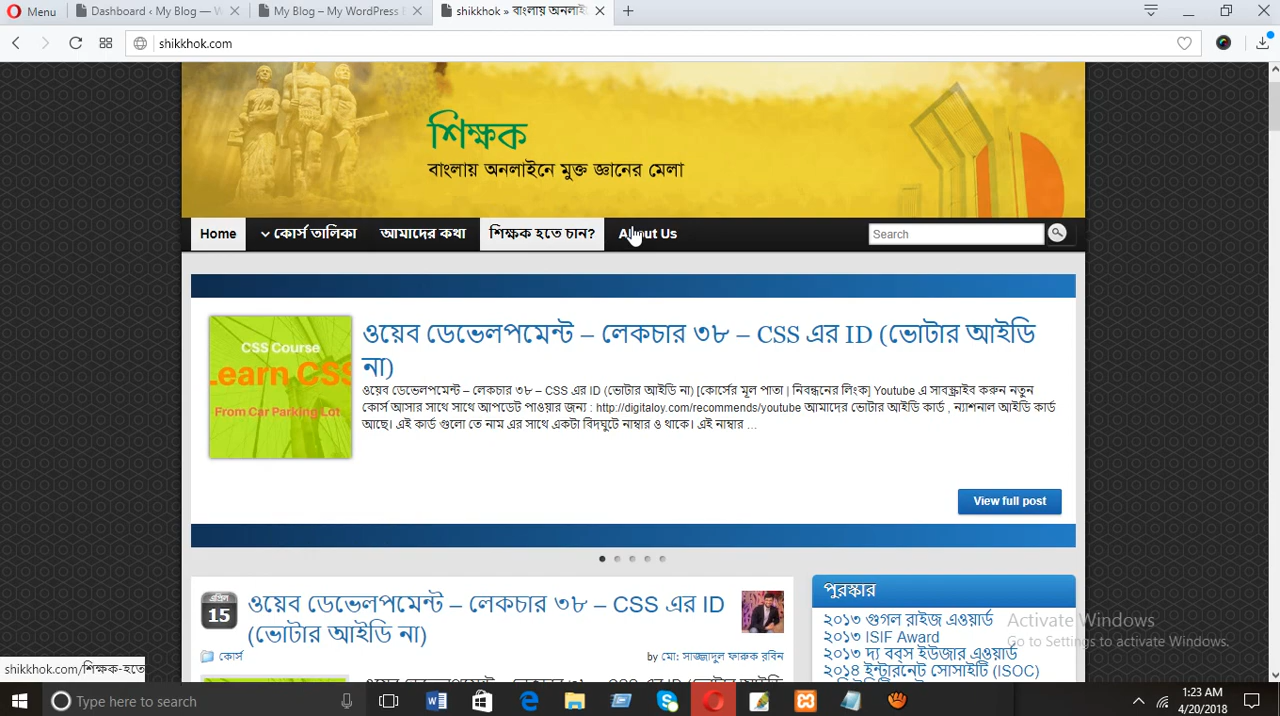 Menu
Dashboard ‹ My Blog — W
My Blog – My WordPress
shikkhok » বাংলায় অনলাই
shikkhok.com
শিক্ষক
বাংলায় অনলাইনে মুক্ত জ্ঞানের মেলা
Home
কোর্স তালিকা
আমাদের কথা
শিক্ষক হতে চান?
About Us
Search
ওয়েব ডেভেলপমেন্ট – লেকচার ৩৮ – CSS এর ID (ভোটার আইডি
না)
CSS Course
Learn CSS
From Car Parking Lot
ওয়েব ডেভেলপমেন্ট – লেকচার ৩৮ – CSS এর ID (ভোটার আইডি না) [কোর্সের মূল পাতা | নিবন্ধনের লিংক] Youtube এ সাবস্ক্রাইব করুন নতুন
কোর্স আসার সাথে সাথে আপডেট পাওয়ার জন্য : http://digitaloy.com/recommends/youtube আমাদের ভোটার আইডি কার্ড , ন্যাশনাল আইডি কার্ড
আছে। এই কার্ড গুলো তে নাম এর সাথে একটা বিদঘুটে নাম্বার ও থাকে। এই নাম্বার ...
View full post
এপ্রিল
15
ওয়েব ডেভেলপমেন্ট – লেকচার ৩৮ – CSS এর ID
(ভোটার আইডি না)
কোর্স
by মো: সাজ্জাদুল ফারুক রবিন
পুরস্কার
২০১৩ গুগল রাইজ এওয়ার্ড
২০১৩ ISIF Award
২০১৩ দ্য ববস ইউজার এওয়ার্ড
২০১৪ ইন্টারনেট সোসাইটি (ISOC)
Activate Windows
Go to Settings to activate Windows.
shikkhok.com/শিক্ষক-হতে
Type here to search
1:23 AM
4/20/2018